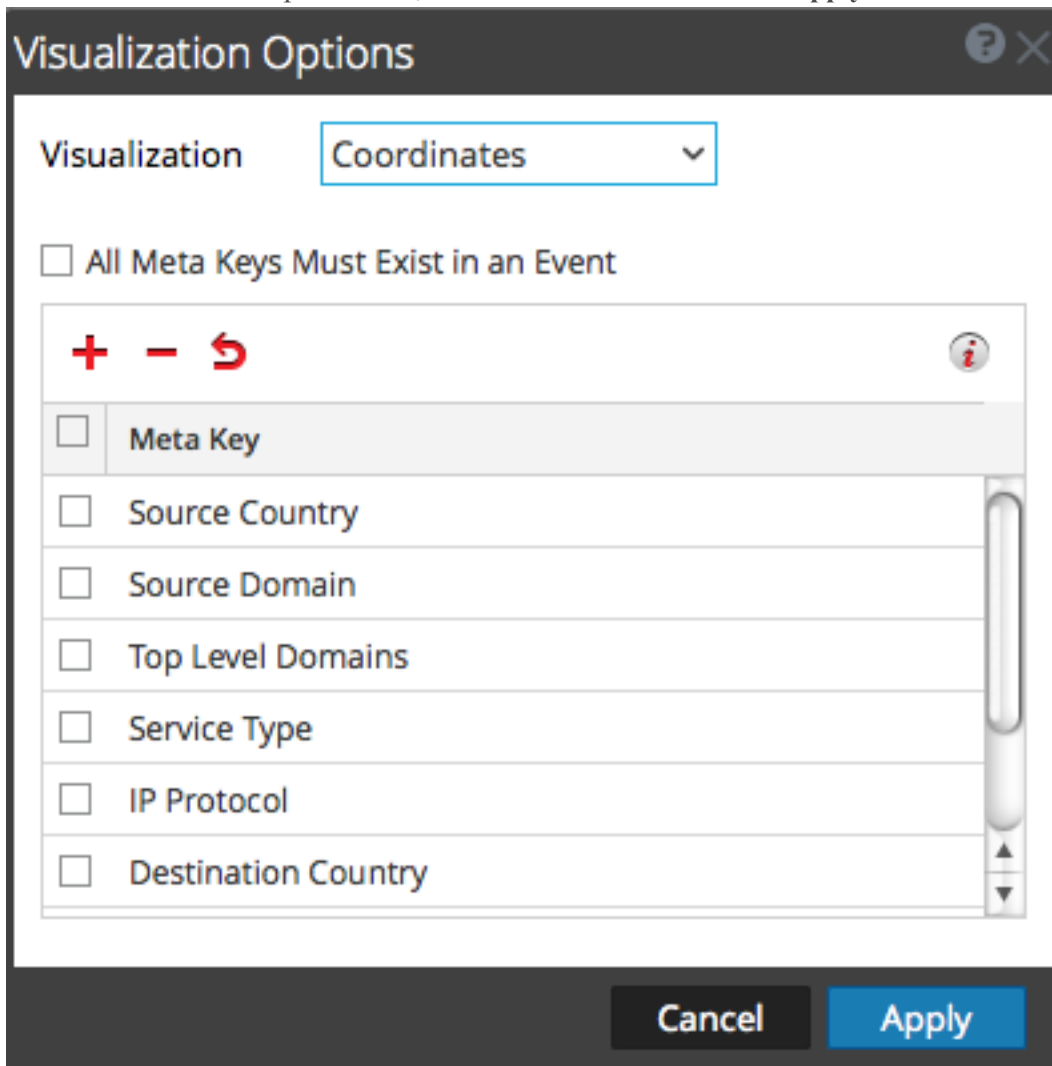 Visualization Options
Visualization Coordinates
All Meta Keys Must Exist in an Event
Meta Key
Source Country
Source Domain
Top Level Domains
Service Type
IP Protocol
Destination Country
Cancel Apply